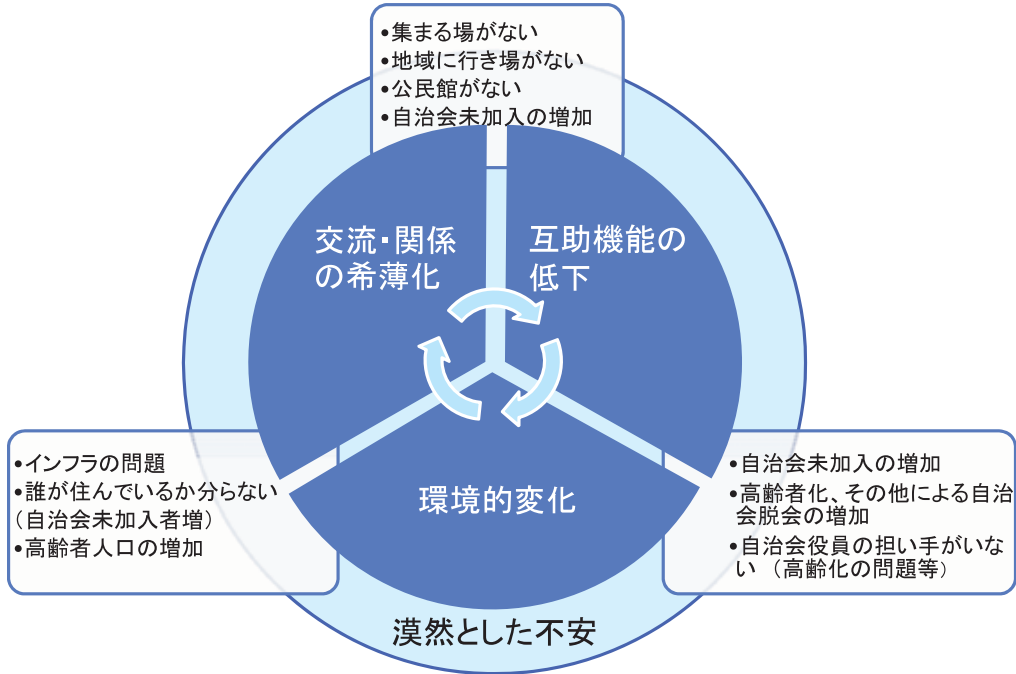 •集まる場がない
•地域に行き場がない
•公民館がない
•自治会未加入の増加
交流・関係
の希薄化
互助機能の
低下
•インフラの問題
•誰が住んでいるか分らない
（自治会未加入者増）
•高齢者人口の増加
環境的変化
•自治会未加入の増加
•高齢者化、その他による自治
会脱会の増加
•自治会役員の担い手がいな
い （高齢化の問題等）
漠然とした不安